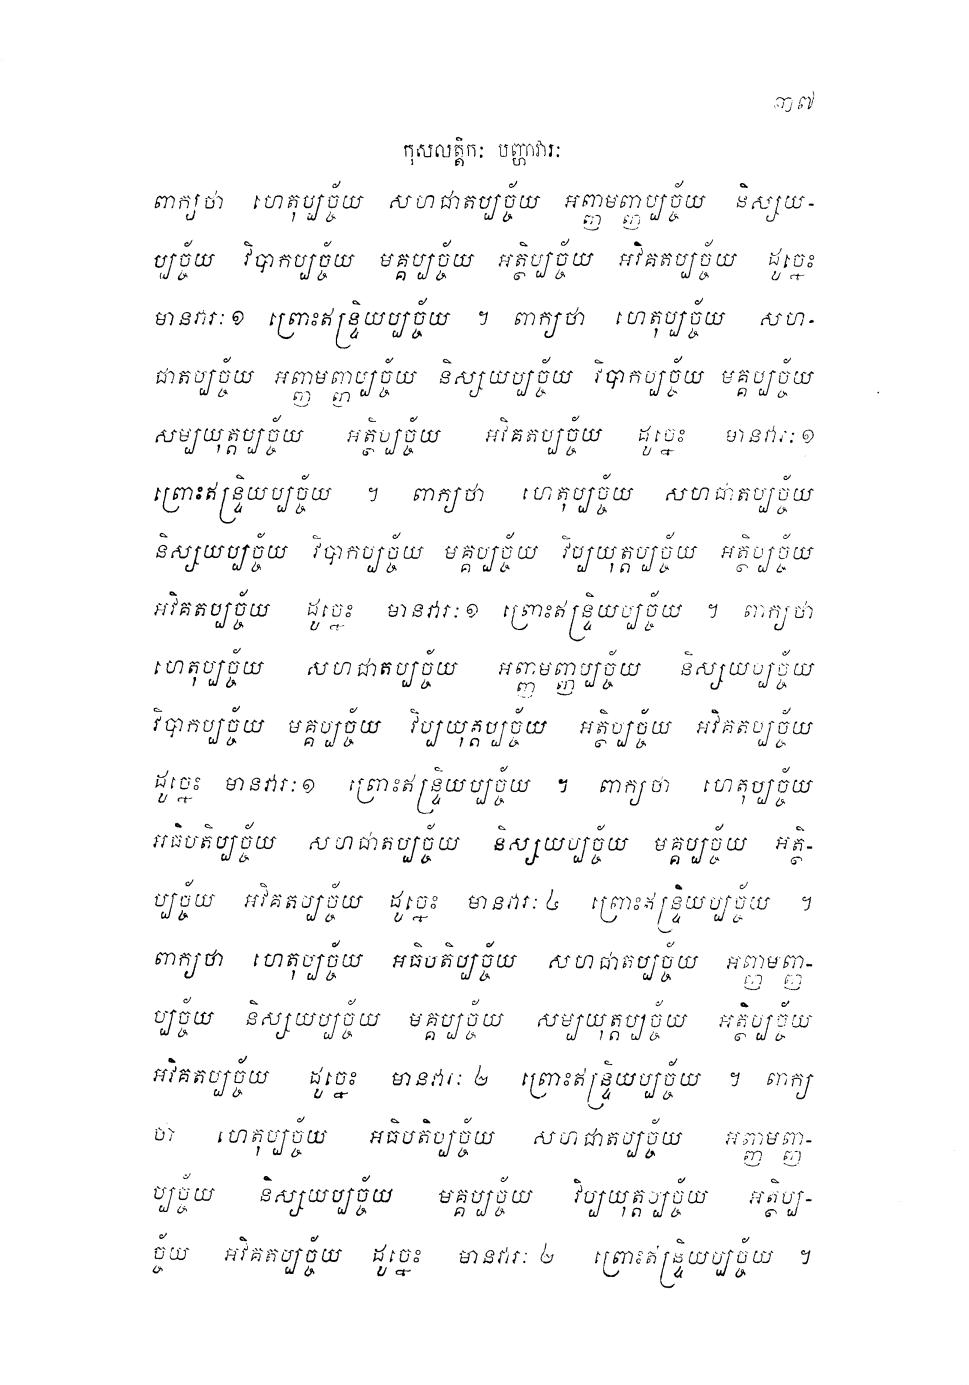 ៣៧
កុសលត្តិកៈ បញ្ហាវារៈ
ពាក្យថា ហេតុប្បច្ច័យ សហជាតប្បច្ច័យ អញ្ញាមញ្ញប្បច្ច័យ និស្សយ-
ប្បច្ច័យ វិបាកប្បច្ច័យ មគ្គប្បច្ច័យ អត្ថិប្បច្ច័យ អវិគតប្បច្ច័យ ដូច្នេះ
មានវារៈ ១ ព្រោះឥន្ទ្រិយប្បច្ច័យ ។ ពាក្យថា ហេតុប្បច្ច័យ សហ-
ជាតប្បច្ច័យ អញ្ញាមញ្ញប្បច្ច័យ និស្សយប្បច្ច័យ វិបាកប្បច្ច័យ មគ្គប្បច្ច័យ
សម្បយុត្តប្បច្ច័យ អត្ថិប្បច្ច័យ អវិគតប្បច្ច័យ ដូច្នេះ មានវារៈ ១
ព្រោះឥន្ទ្រិយប្បច្ច័យ ។ ពាក្យថា ហេតុប្បច្ច័យ សហជាតប្បច្ច័យ
និស្សយប្បច្ច័យ វិបាកប្បច្ច័យ មគ្គប្បច្ច័យ វិប្បយុត្តប្បច្ច័យ អត្ថិប្បច្ច័យ
អវិគតប្បច្ច័យ ដូច្នេះ មានវារៈ ១ ព្រោះឥន្ទ្រិយប្បច្ច័យ ។ ពាក្យថា
ហេតុប្បច្ច័យ សហជាតប្បច្ច័យ អញ្ញាមញ្ញប្បច្ច័យ និស្សយប្បច្ច័យ
វិបាកប្បច្ច័យ មគ្គប្បច្ច័យ វិប្បយុត្តប្បច្ច័យ អត្ថិប្បច្ច័យ អវិគតប្បច្ច័យ
ដូច្នេះ មានវារៈ ១ ព្រោះឥន្ទ្រិយប្បច្ច័យ ។ ពាក្យថា ហេតុប្បច្ច័យ
អធិបតិប្បច្ច័យ សហជាតប្បច្ច័យ និស្សយប្បច្ច័យ មគ្គប្បច្ច័យ អត្ថិ-
ប្បច្ច័យ អវិគតប្បច្ច័យ ដូច្នេះ មានវារៈ ៤ ព្រោះឥន្ទ្រិយប្បច្ច័យ ។
ពាក្យថា ហេតុប្បច្ច័យ អធិបតិប្បច្ច័យ សហជាតប្បច្ច័យ អញ្ញាមញ្ញ-
ប្បច្ច័យ និស្សយប្បច្ច័យ មគ្គប្បច្ច័យ សម្បយុត្តប្បច្ច័យ អត្ថិប្បច្ច័យ
អវិគតប្បច្ច័យ ដូច្នេះ មានវារៈ ២ ព្រោះឥន្ទ្រិយប្បច្ច័យ ។ ពាក្យ
ថា ហេតុប្បច្ច័យ អធិបតិប្បច្ច័យ សហជាតប្បច្ច័យ អញ្ញាមញ្ញ-
ប្បច្ច័យ និស្សយប្បច្ច័យ មគ្គប្បច្ច័យ វិប្បយុត្តប្បច្ច័យ អត្ថិប្ប-
ច្ច័យ អវិគតប្បច្ច័យ ដូច្នេះ មានវារៈ ២ ព្រោះឥន្ទ្រិយប្បច្ច័យ ។